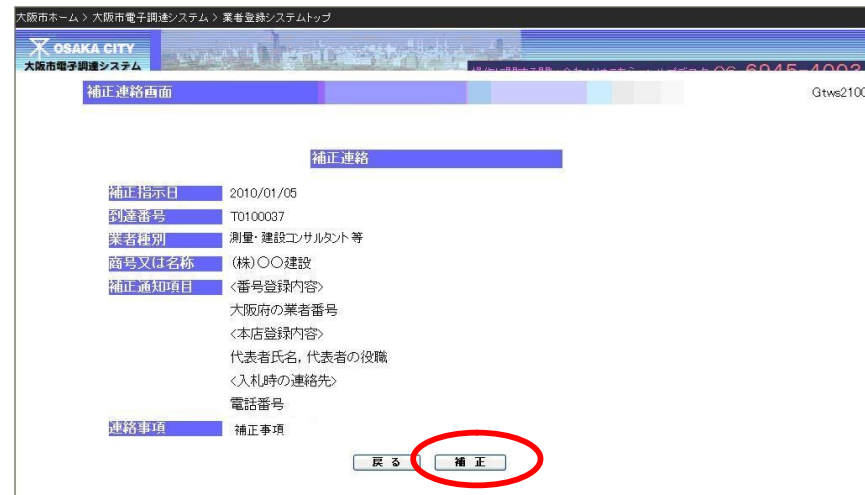 大阪市ホーム > 大阪市電子調達システム > 業者登録システムトップ
OSAKA CITY
大阪市電子調達システム
06-6945-4003
補正連絡画面
Gtws2100
補正連絡
補正指示日 2010/01/05
到達番号 T0100037
業者種別 測量・建設コンサルタント等
商号又は名称 (株)〇〇建設
補正通知項目 <番号登録内容>
大阪府の業者番号
<本店登録内容>
代表者氏名, 代表者の役職
<入札時の連絡先>
電話番号
連絡事項 補正事項
戻る 補正